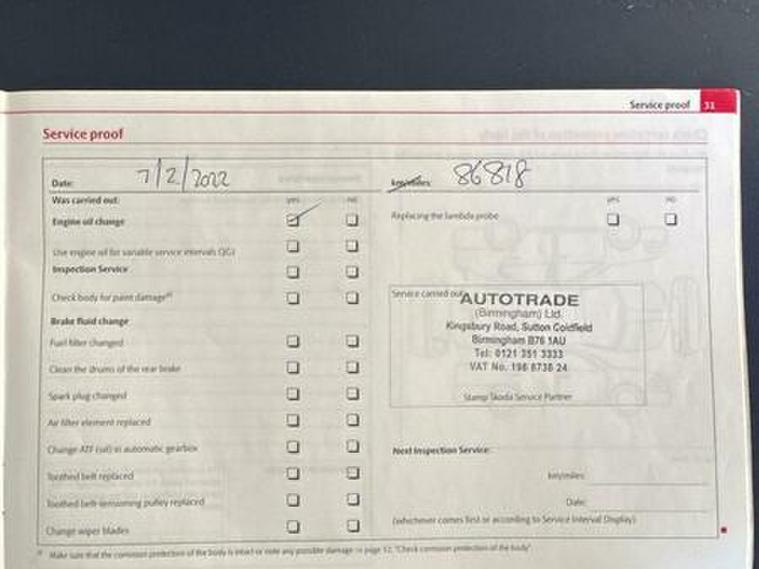 Service proof 31
Service proof
Date: 7/2/2022
km/miles: 86818
Was carried out: yes no
Engine oil change
Use engine oil for variable service intervals (QG)
Inspection Service
Check body for paint damage
Brake fluid change
Fuel filter changed
Clean the drums of the rear brake
Spark plug changed
Air filter element replaced
Change ATF (oil) in automatic gearbox
Toothed belt replaced
Toothed belt tensioning pulley replaced
Change wiper blades
yes no
Replacing the lambda probe
Service carried out:
AUTOTRADE
(Birmingham) Ltd.
Kingsbury Road, Sutton Coldfield
Birmingham B76 1AU
Tel: 0121 351 3333
VAT No. 196 8738 24
Stamp Škoda Service Partner
Next Inspection Service:
km/miles:
Date:
(whichever comes first or according to Service Interval Display)
Make sure that the corrosion protection of the body is intact or note any possible damage in page 32, "Check corrosion protection of the body"